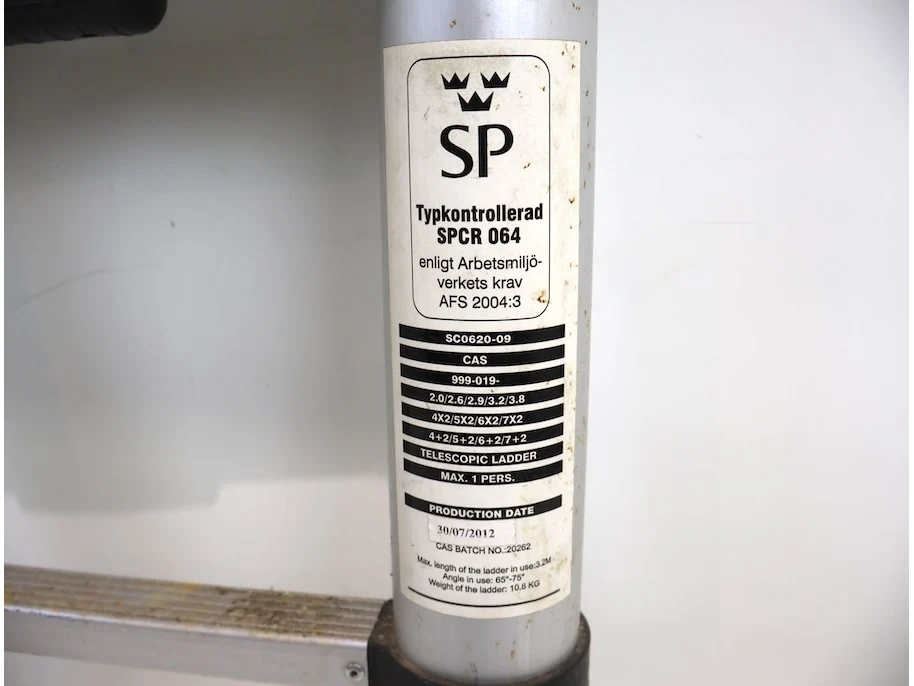 SP
Typkontrollerad
SPCR 064
enligt Arbetsmiljö-
verkets krav
AFS 2004:3
SC0620-09
CAS
999-019-
2.0/2.6/2.9/3.2/3.8
4X2/5X2/6X2/7X2
4+2/5+2/6+2/7+2
TELESCOPIC LADDER
MAX. 1 PERS.
PRODUCTION DATE
30/07/2012
CAS BATCH NO.:20262
Max. length of the ladder in use:3.2M
Angle in use: 65°-75°
Weight of the ladder: 10.8 KG